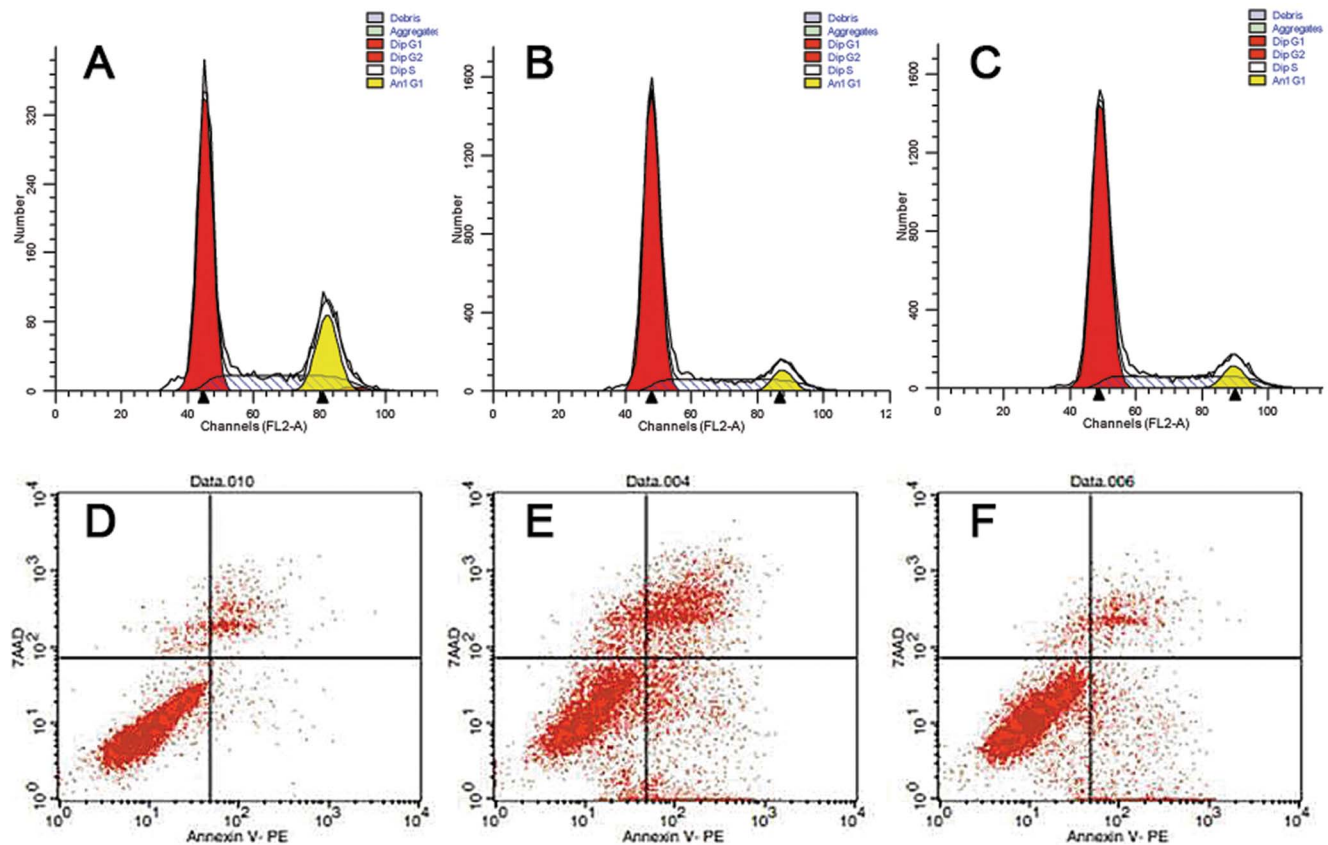 A
Debris
Aggregates
Dip G1
Dip G2
Dip S
An1 G1
Number
320
240
160
80
0
0 20 40 60 80 100
Channels (FL2-A)
B
Debris
Aggregates
Dip G1
Dip G2
Dip S
An1 G1
Number
1600
1200
800
400
0
0 20 40 60 80 100 12
Channels (FL2-A)
C
Debris
Aggregates
Dip G1
Dip G2
Dip S
An1 G1
Number
1600
1200
800
400
0
0 20 40 60 80 100
Channels (FL2-A)
Data.010
D
7AAD
10^4
10^3
10^2
10^1
10^0
10^0 10^1 10^2 10^3 10^4
Annexin V- PE
Data.004
E
7AAD
10^4
10^3
10^2
10^1
10^0
10^0 10^1 10^2 10^3 10^4
Annexin V- PE
Data.006
F
7AAD
10^4
10^3
10^2
10^1
10^0
10^0 10^1 10^2 10^3 10^4
Annexin V- PE